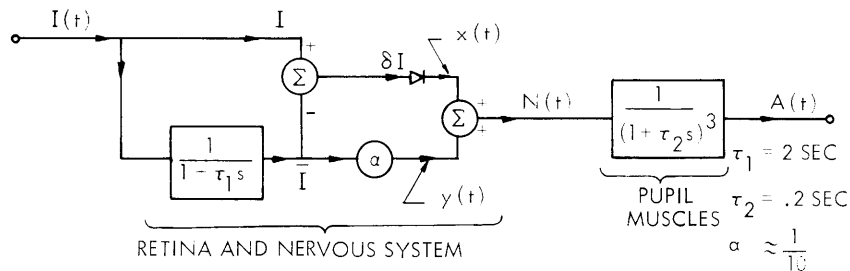 I(t)
I
+
Σ
δI
x(t)
−
1
1 − τ₁s
Ī
α
y(t)
Σ
+
+
N(t)
1
(1 + τ₂s)³
A(t)
PUPIL
MUSCLES
τ₁ = 2 SEC
τ₂ = .2 SEC
α ≈ 1/10
RETINA AND NERVOUS SYSTEM